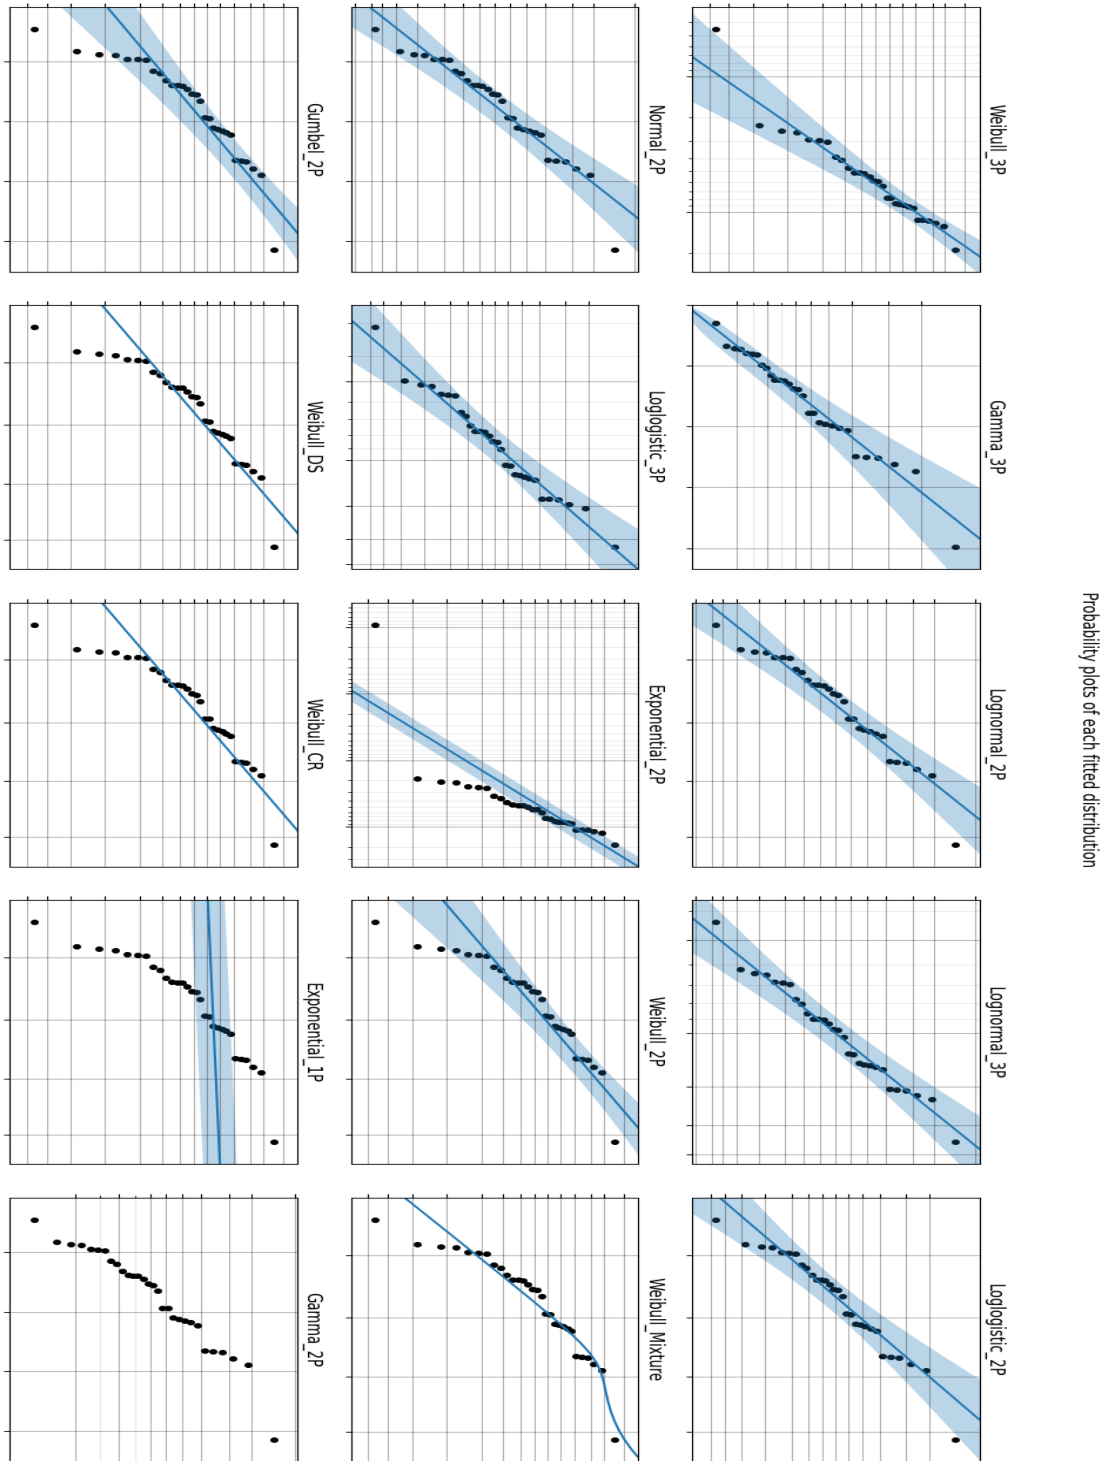 Probability plots of each fitted distribution
Weibull_3P
Gamma_3P
Lognormal_2P
Lognormal_3P
Loglogistic_2P
Normal_2P
Loglogistic_3P
Exponential_2P
Weibull_2P
Weibull_Mixture
Gumbel_2P
Weibull_DS
Weibull_CR
Exponential_1P
Gamma_2P